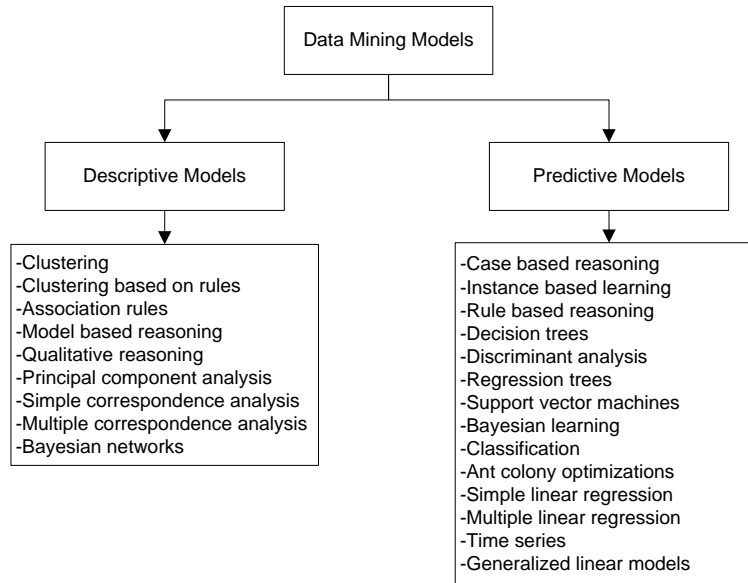 Data Mining Models
Descriptive Models
Predictive Models
-Clustering
-Clustering based on rules
-Association rules
-Model based reasoning
-Qualitative reasoning
-Principal component analysis
-Simple correspondence analysis
-Multiple correspondence analysis
-Bayesian networks
-Case based reasoning
-Instance based learning
-Rule based reasoning
-Decision trees
-Discriminant analysis
-Regression trees
-Support vector machines
-Bayesian learning
-Classification
-Ant colony optimizations
-Simple linear regression
-Multiple linear regression
-Time series
-Generalized linear models